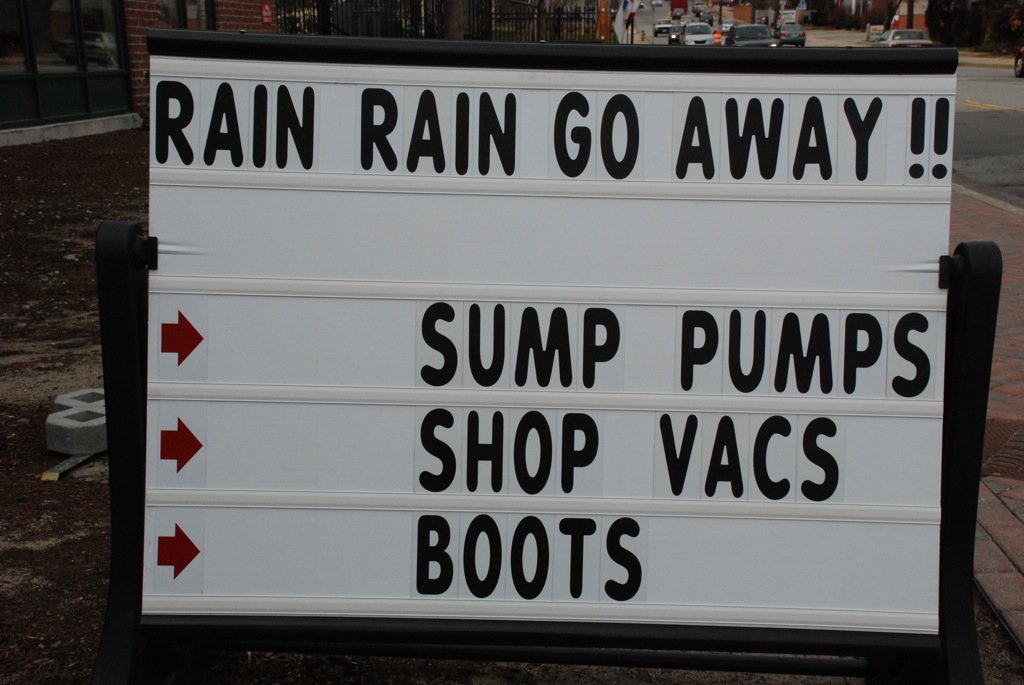 RAIN RAIN GO AWAY!!
SUMP PUMPS
SHOP VACS
BOOTS